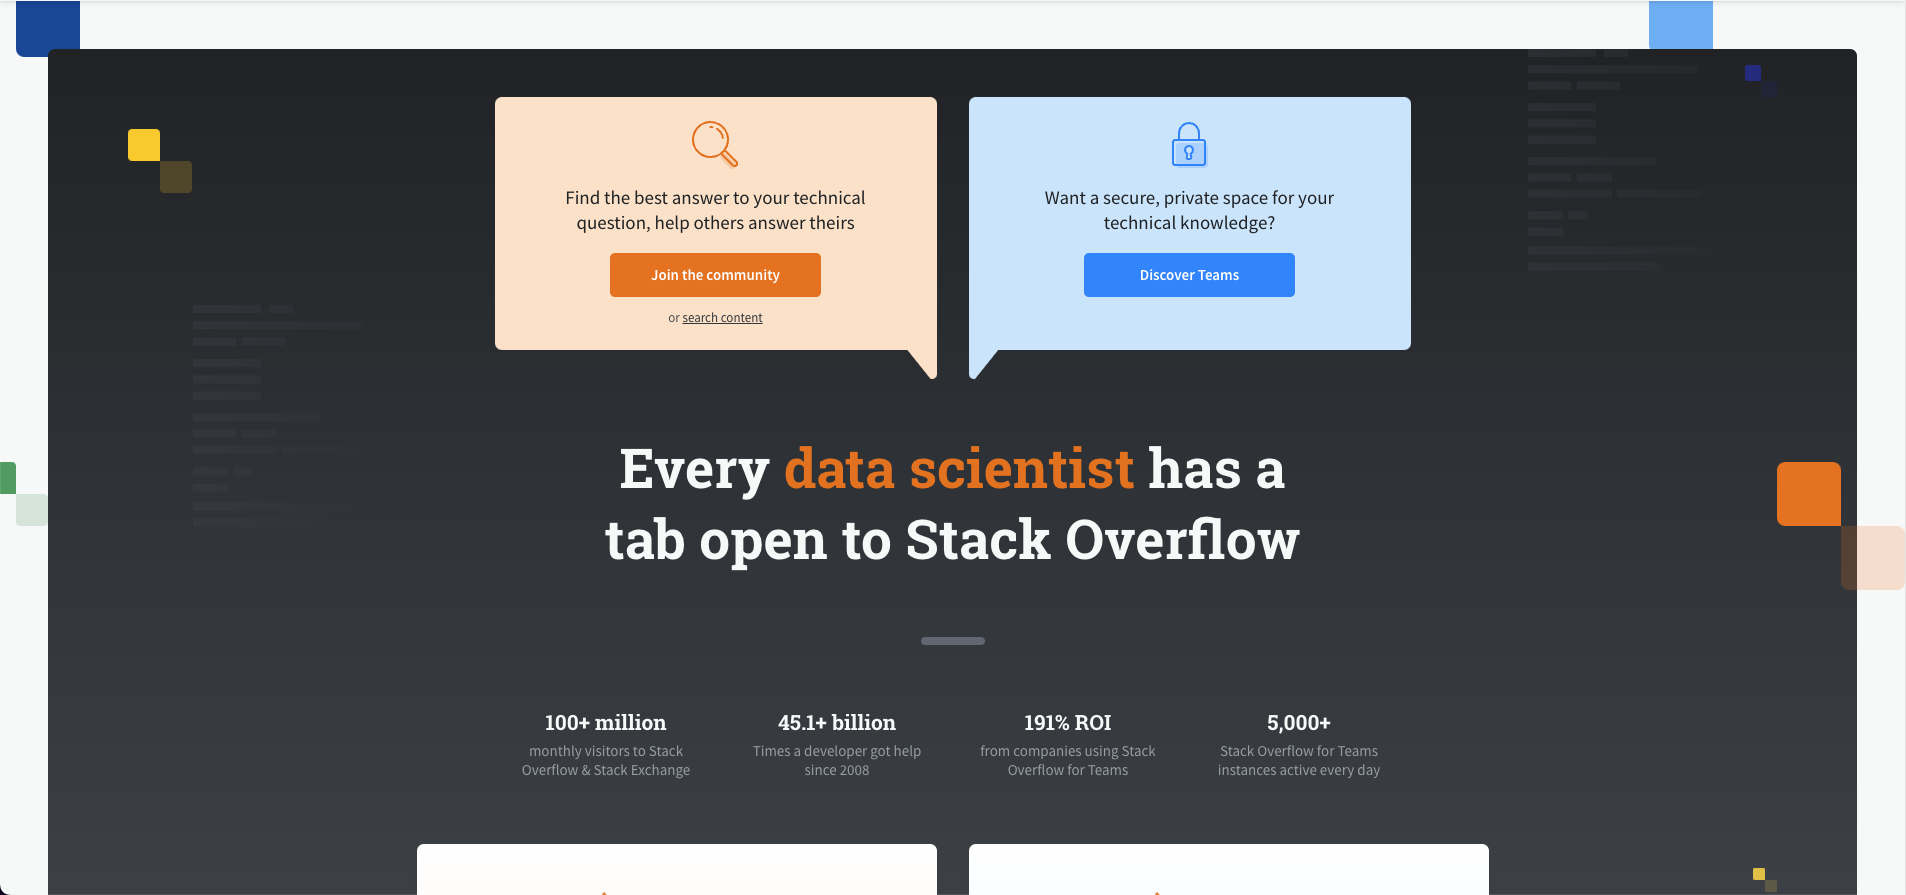 Find the best answer to your technical
question, help others answer theirs
Join the community
or search content
Want a secure, private space for your
technical knowledge?
Discover Teams
Every data scientist has a
tab open to Stack Overflow
100+ million
monthly visitors to Stack
Overflow & Stack Exchange
45.1+ billion
Times a developer got help
since 2008
191% ROI
from companies using Stack
Overflow for Teams
5,000+
Stack Overflow for Teams
instances active every day